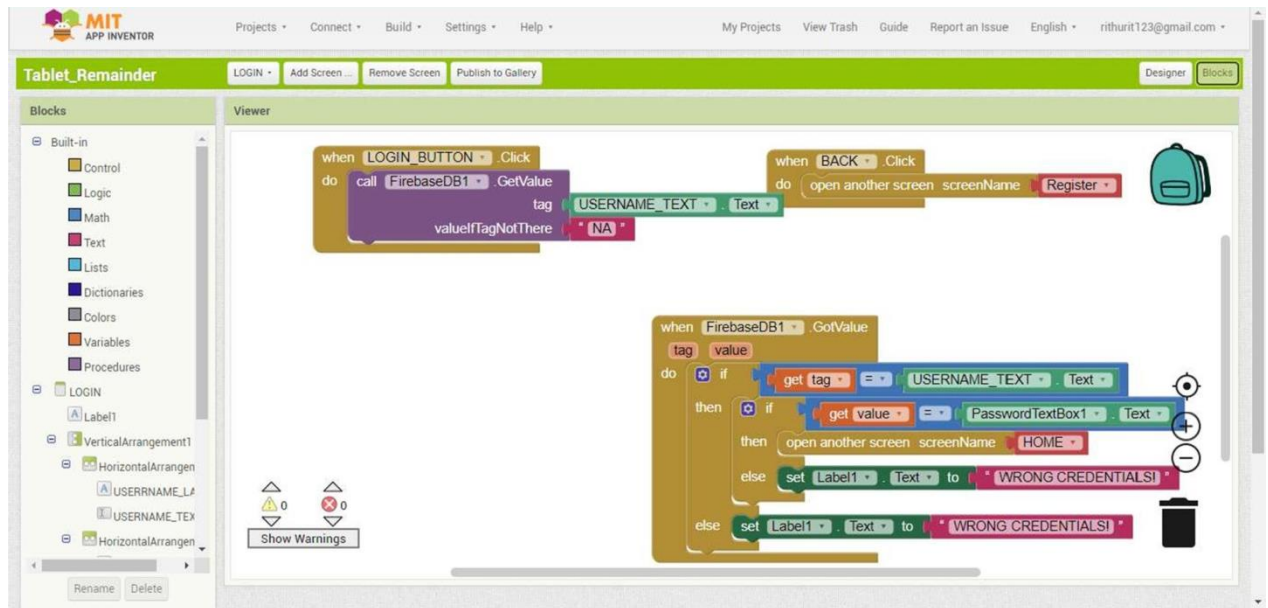 MIT
APP INVENTOR
Projects Connect Build Settings Help My Projects View Trash Guide Report an Issue English rithurit123@gmail.com
Tablet_Remainder LOGIN Add Screen ... Remove Screen Publish to Gallery Designer Blocks
Blocks Viewer
Built-in
Control
Logic
Math
Text
Lists
Dictionaries
Colors
Variables
Procedures
LOGIN
Label1
VerticalArrangement1
HorizontalArrangen
USERRNAME_LA
USERNAME_TEX
HorizontalArrangen
Rename Delete
when LOGIN_BUTTON .Click
do call FirebaseDB1 .GetValue
tag USERNAME_TEXT . Text
valueIfTagNotThere " NA "
when BACK .Click
do open another screen screenName Register
when FirebaseDB1 .GotValue
tag value
do if get tag = USERNAME_TEXT . Text
then if get value = PasswordTextBox1 . Text
then open another screen screenName HOME
else set Label1 . Text to " WRONG CREDENTIALS! "
else set Label1 . Text to " WRONG CREDENTIALS! "
0 0
Show Warnings